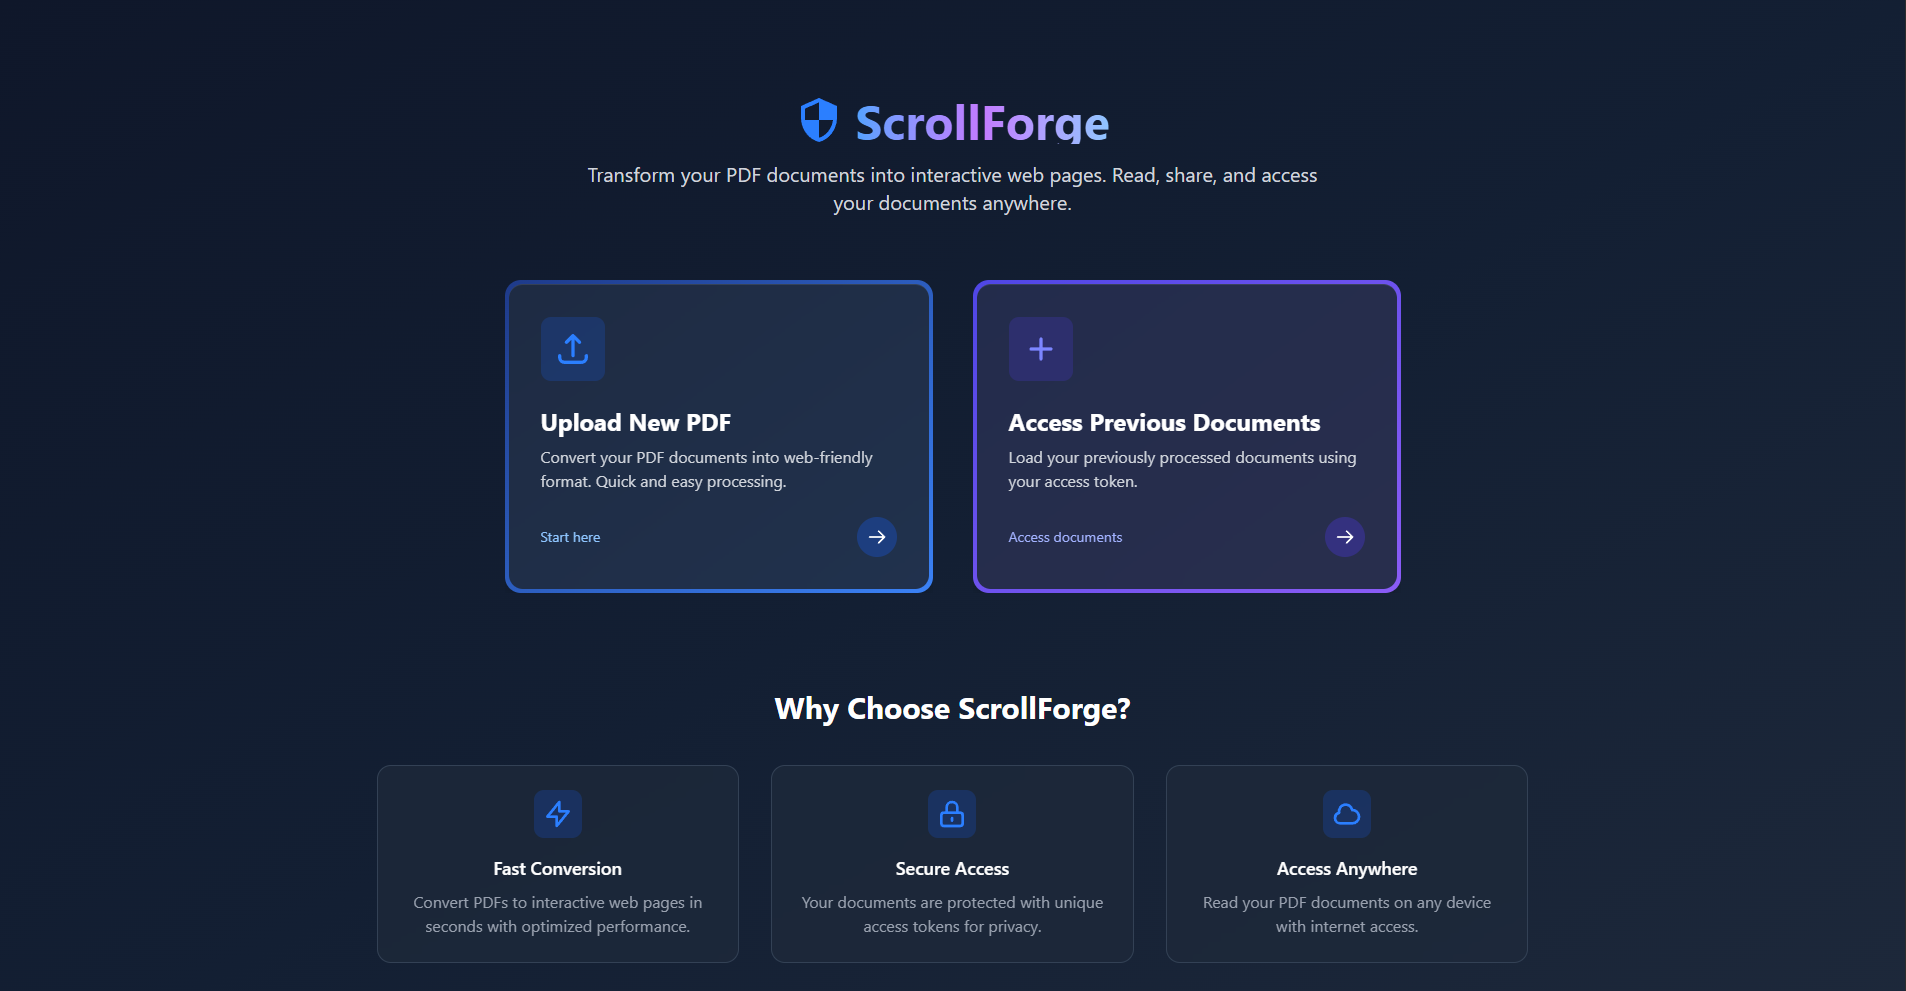 ScrollForge
Transform your PDF documents into interactive web pages. Read, share, and access
your documents anywhere.
Upload New PDF
Convert your PDF documents into web-friendly
format. Quick and easy processing.
Start here
Access Previous Documents
Load your previously processed documents using
your access token.
Access documents
Why Choose ScrollForge?
Fast Conversion
Convert PDFs to interactive web pages in
seconds with optimized performance.
Secure Access
Your documents are protected with unique
access tokens for privacy.
Access Anywhere
Read your PDF documents on any device
with internet access.